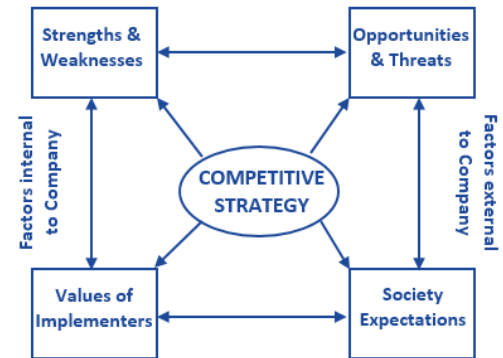 Strengths &
Weaknesses
Opportunities
& Threats
Factors internal
to Company
COMPETITIVE
STRATEGY
Factors external
to Company
Values of
Implementers
Society
Expectations